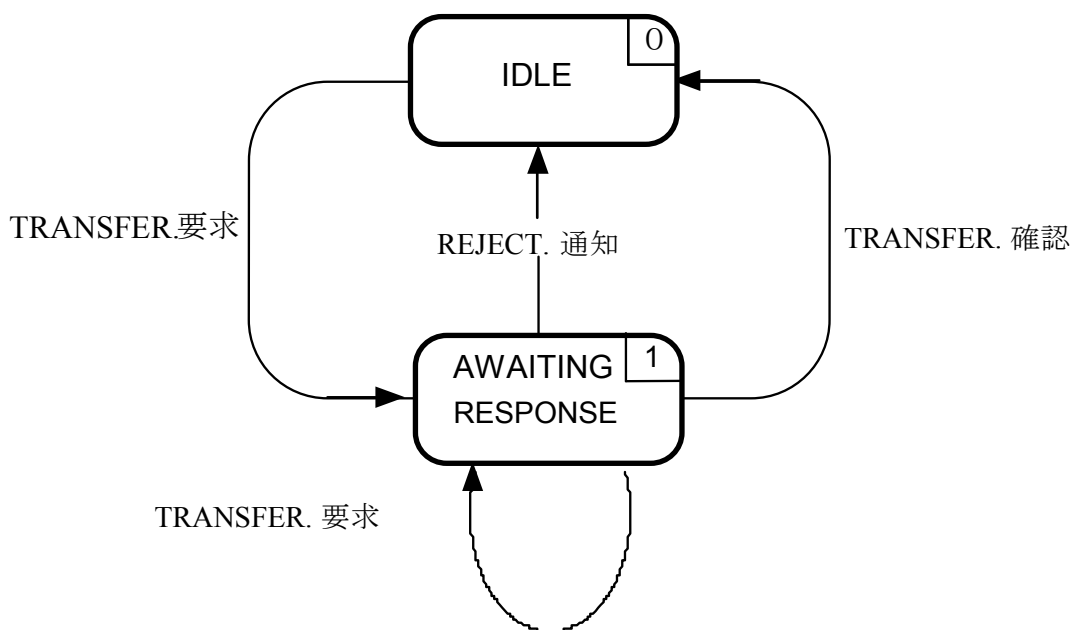 0
IDLE
TRANSFER.要求
REJECT. 通知
TRANSFER. 確認
1
AWAITING
RESPONSE
TRANSFER. 要求